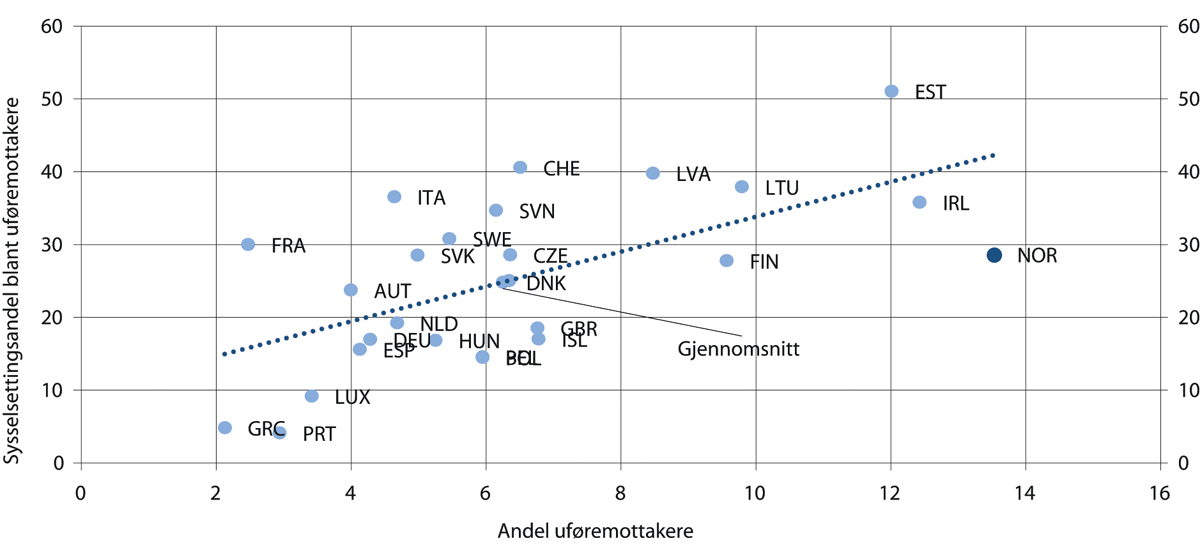 Sysselsettingsandel blant uføremottakere
60 60
50 50
EST
40 CHE LVA 40
LTU
ITA
SVN IRL
30 FRA SWE 30
SVK CZE FIN NOR
AUT DNK
20 NLD GBR 20
DEU HUN ISL
ESP Gjennomsnitt
BEL
POL
10 LUX 10
GRC PRT
0 0
0 2 4 6 8 10 12 14 16
Andel uføremottakere